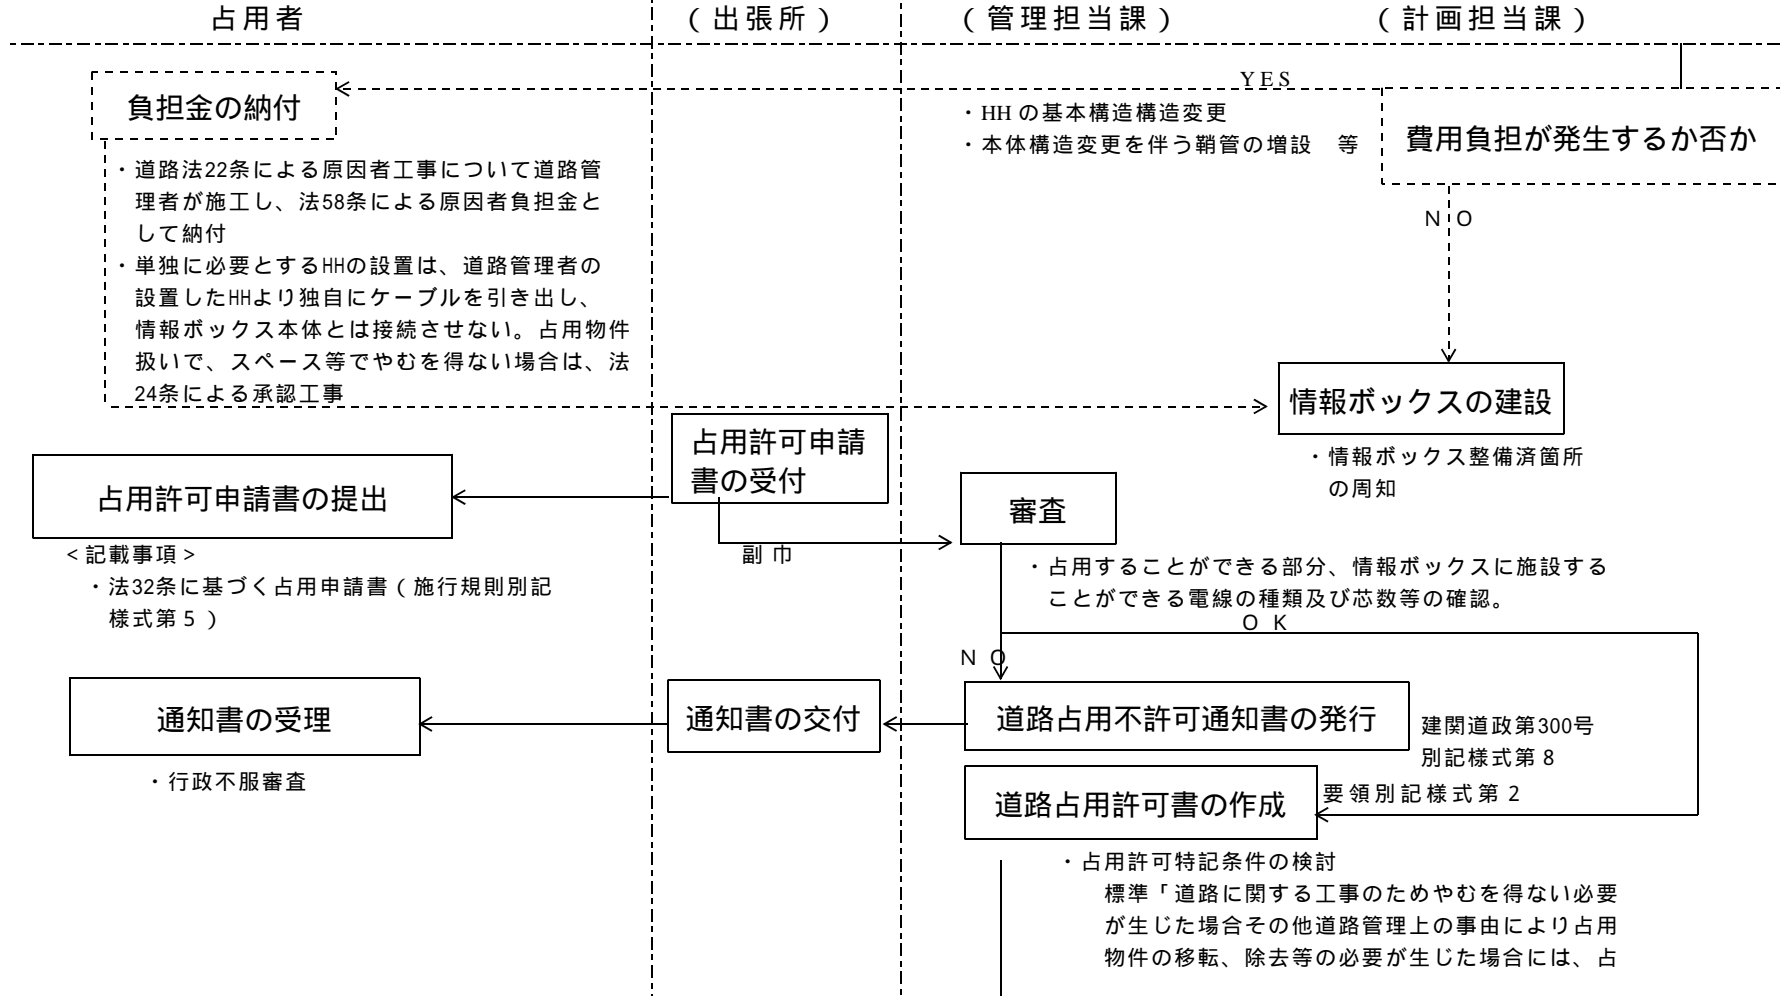 占用者
（出張所）
（管理担当課）
（計画担当課）
YES
負担金の納付
・HHの基本構造構造変更
・本体構造変更を伴う鞘管の増設　等
費用負担が発生するか否か
・道路法22条による原因者工事について道路管
理者が施工し、法58条による原因者負担金と
して納付
・単独に必要とするHHの設置は、道路管理者の
設置したHHより独自にケーブルを引き出し、
情報ボックス本体とは接続させない。占用物件
扱いで、スペース等でやむを得ない場合は、法
24条による承認工事
ＮＯ
情報ボックスの建設
・情報ボックス整備済箇所
の周知
占用許可申請
書の受付
占用許可申請書の提出
審査
副巾
＜記載事項＞
・法32条に基づく占用申請書（施行規則別記
様式第５）
・占用することができる部分、情報ボックスに施設する
ことができる電線の種類及び芯数等の確認。
ＯＫ
ＮＯ
通知書の受理
通知書の交付
道路占用不許可通知書の発行
建関道政第300号
別記様式第８
・行政不服審査
道路占用許可書の作成
要領別記様式第２
・占用許可特記条件の検討
標準「道路に関する工事のためやむを得ない必要
が生じた場合その他道路管理上の事由により占用
物件の移転、除去等の必要が生じた場合には、占